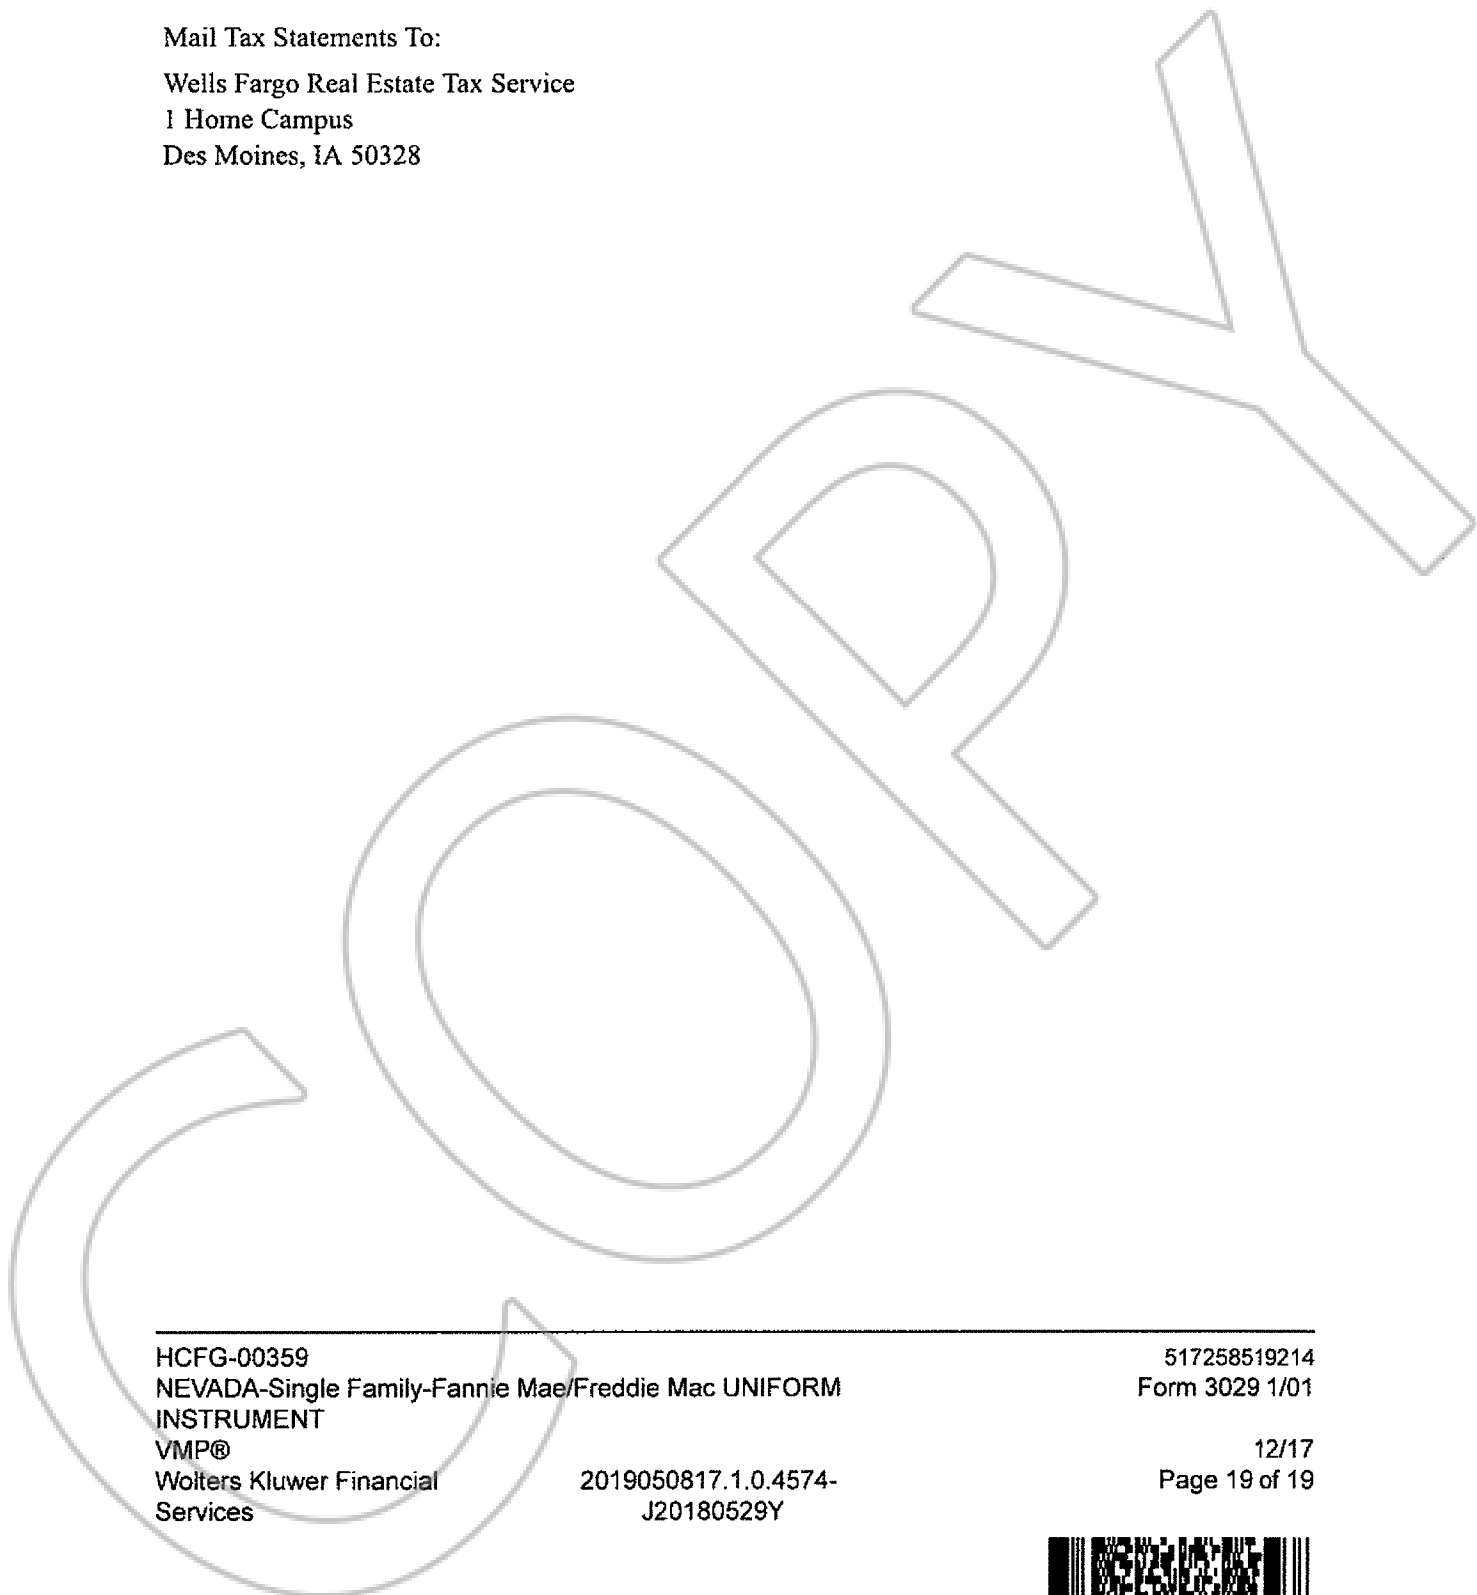 Mail Tax Statements To:
Wells Fargo Real Estate Tax Service
1 Home Campus
Des Moines, IA 50328
COPY
HCFG-00359 517258519214
NEVADA-Single Family-Fannie Mae/Freddie Mac UNIFORM Form 3029 1/01
INSTRUMENT
VMP® 12/17
Wolters Kluwer Financial 2019050817.1.0.4574- Page 19 of 19
Services J20180529Y